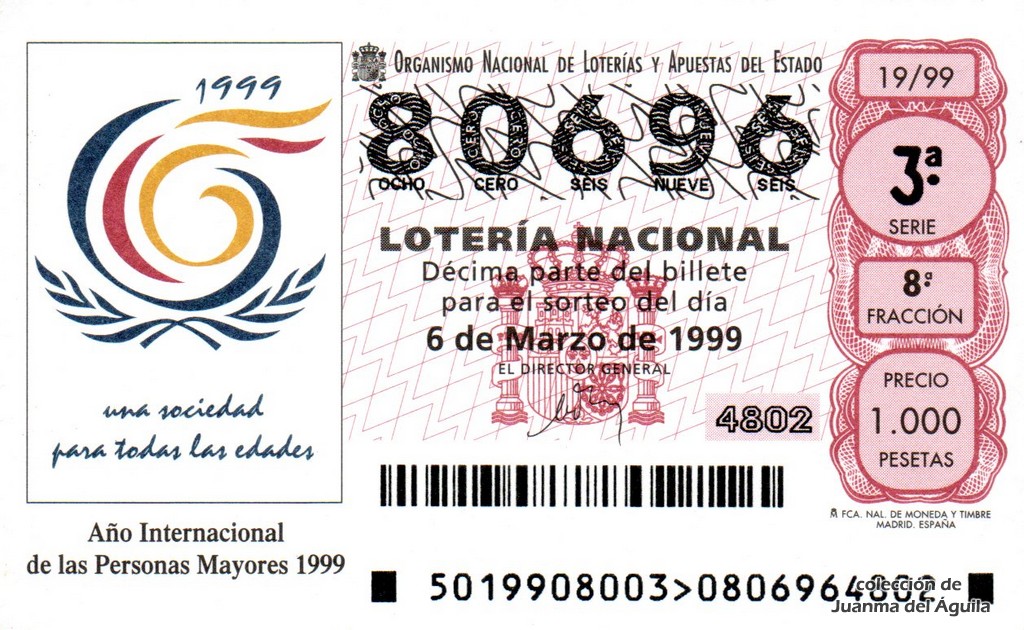 1999
una sociedad
para todas las edades
Año Internacional
de las Personas Mayores 1999
ORGANISMO NACIONAL DE LOTERÍAS Y APUESTAS DEL ESTADO
80696
OCHO CERO SEIS NUEVE SEIS
LOTERÍA NACIONAL
Décima parte del billete
para el sorteo del día
6 de Marzo de 1999
EL DIRECTOR GENERAL
4802
19/99
3ª
SERIE
8ª
FRACCIÓN
PRECIO
1.000
PESETAS
FCA. NAL. DE MONEDA Y TIMBRE
MADRID. ESPAÑA
5019908003>0806964802
colección de
Juanma del Águila